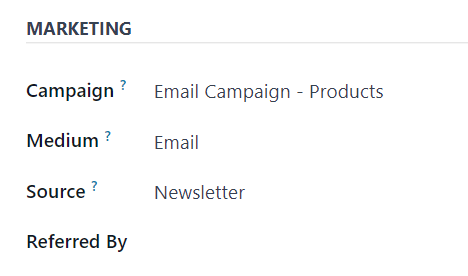 MARKETING
Campaign ? Email Campaign - Products
Medium ? Email
Source ? Newsletter
Referred By